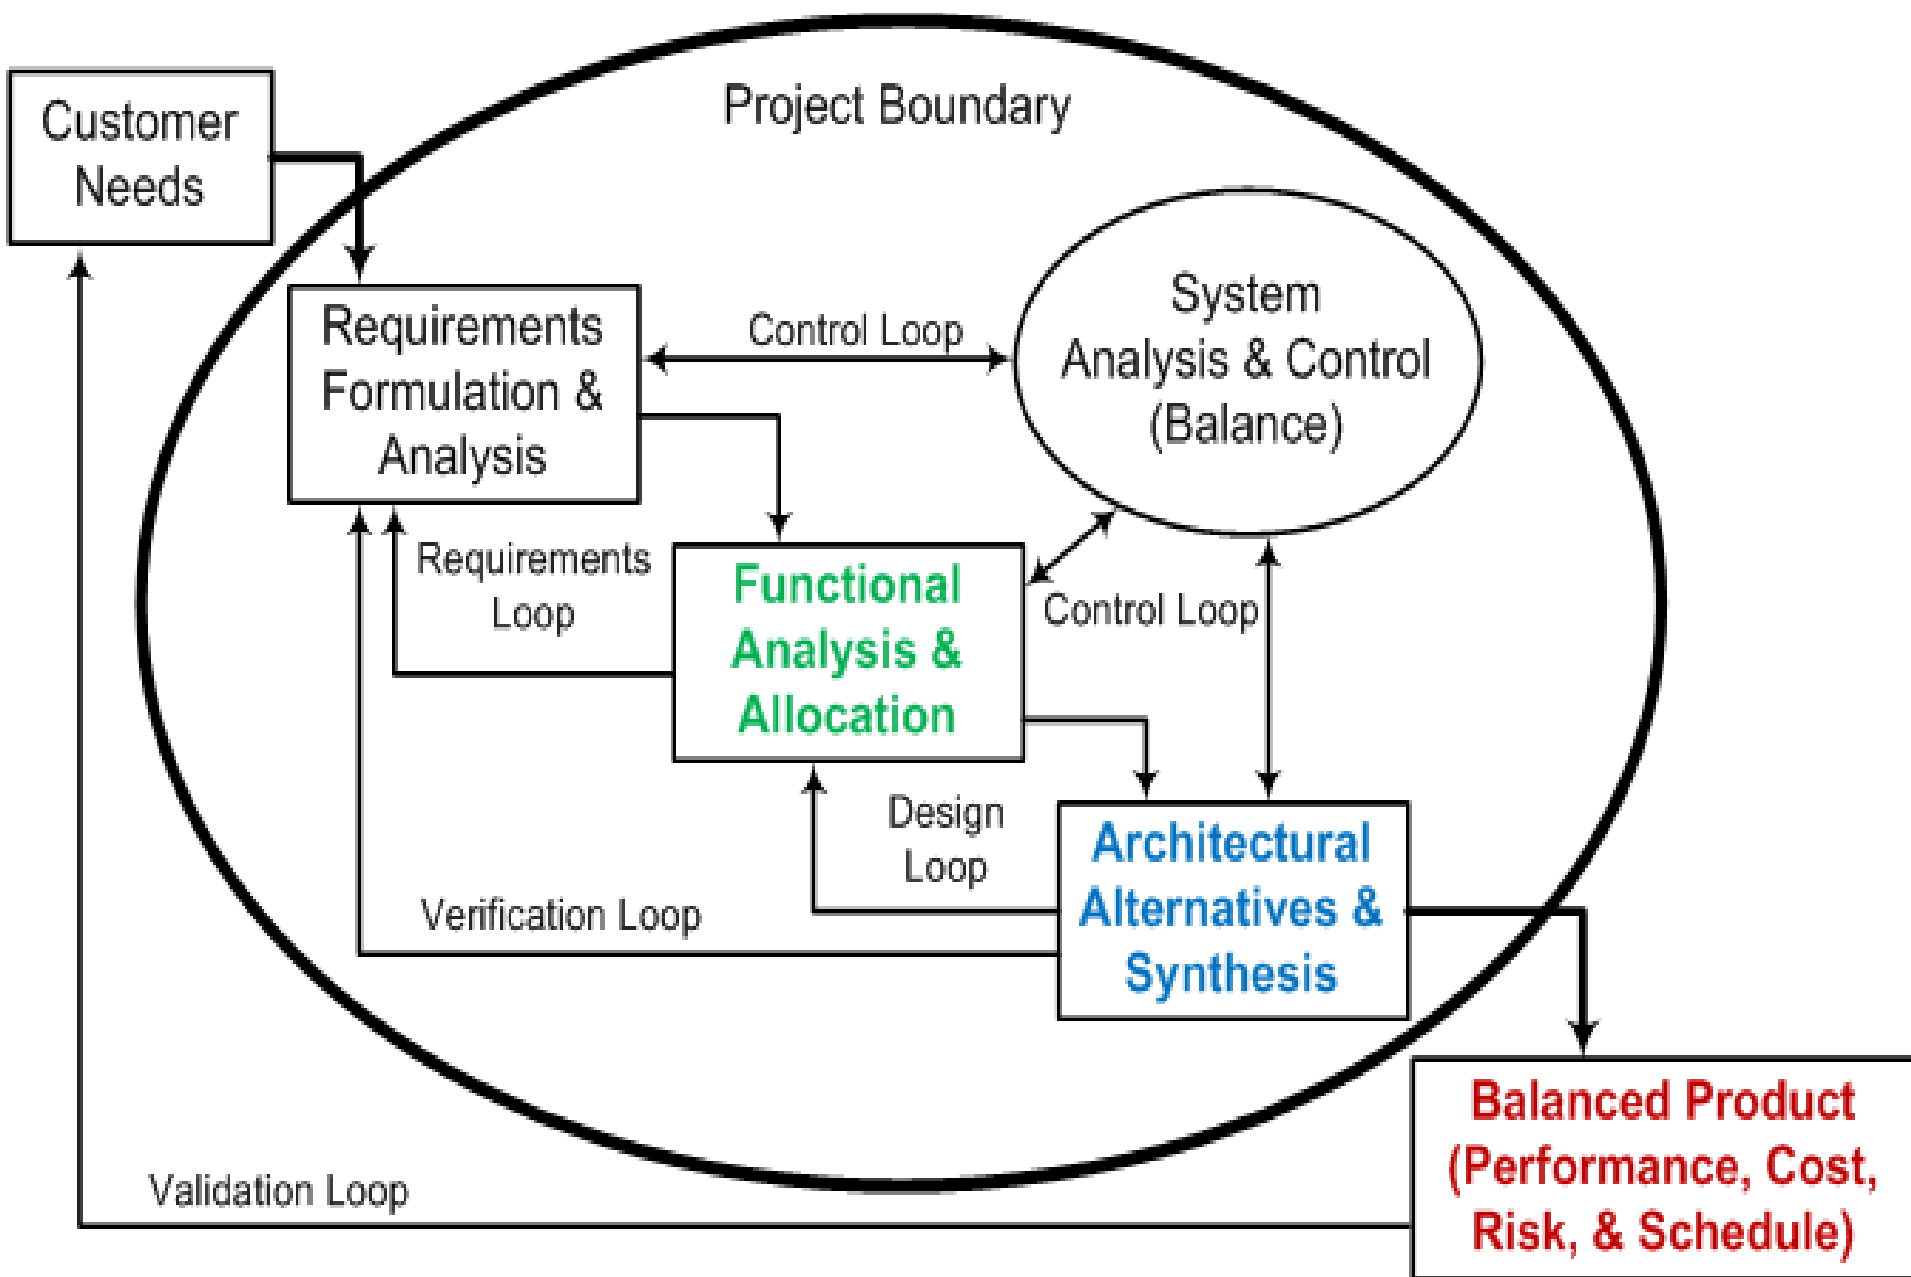 Project Boundary
Customer
Needs
System
Analysis & Control
(Balance)
Requirements
Formulation &
Analysis
Control Loop
Requirements
Loop
Functional
Analysis &
Allocation
Control Loop
Design
Loop
Architectural
Alternatives &
Synthesis
Verification Loop
Balanced Product
(Performance, Cost,
Risk, & Schedule)
Validation Loop